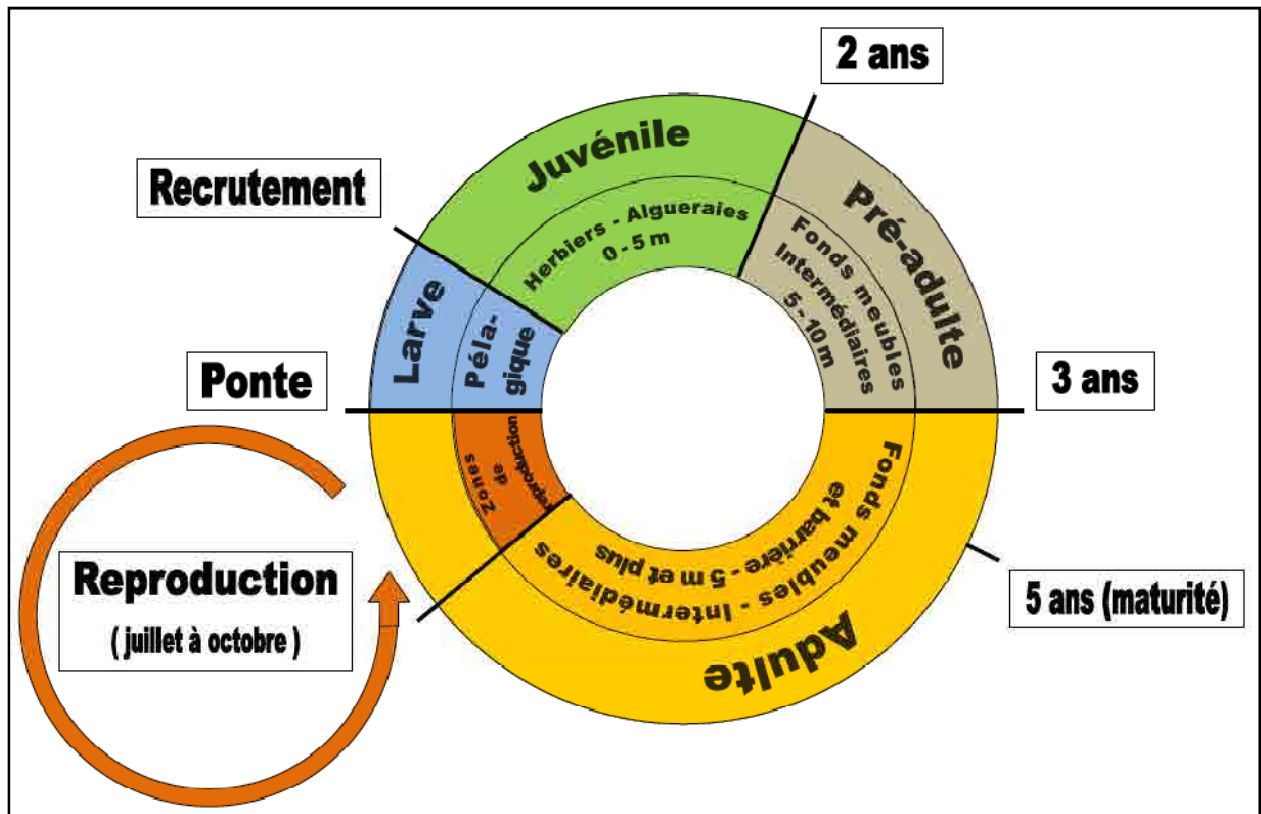 2 ans
Juvénile
Recrutement
Herbiers - Algueraies
0 - 5 m
Pré-adulte
Fonds meubles
Intermédiaires
5 - 10 m
Larve
Péla-
gique
Ponte
3 ans
Zones
de
reproduction
Reproduction
( juillet à octobre )
Fonds meubles - Intermédiaires
et barrière - 5 m et plus
5 ans (maturité)
Adulte